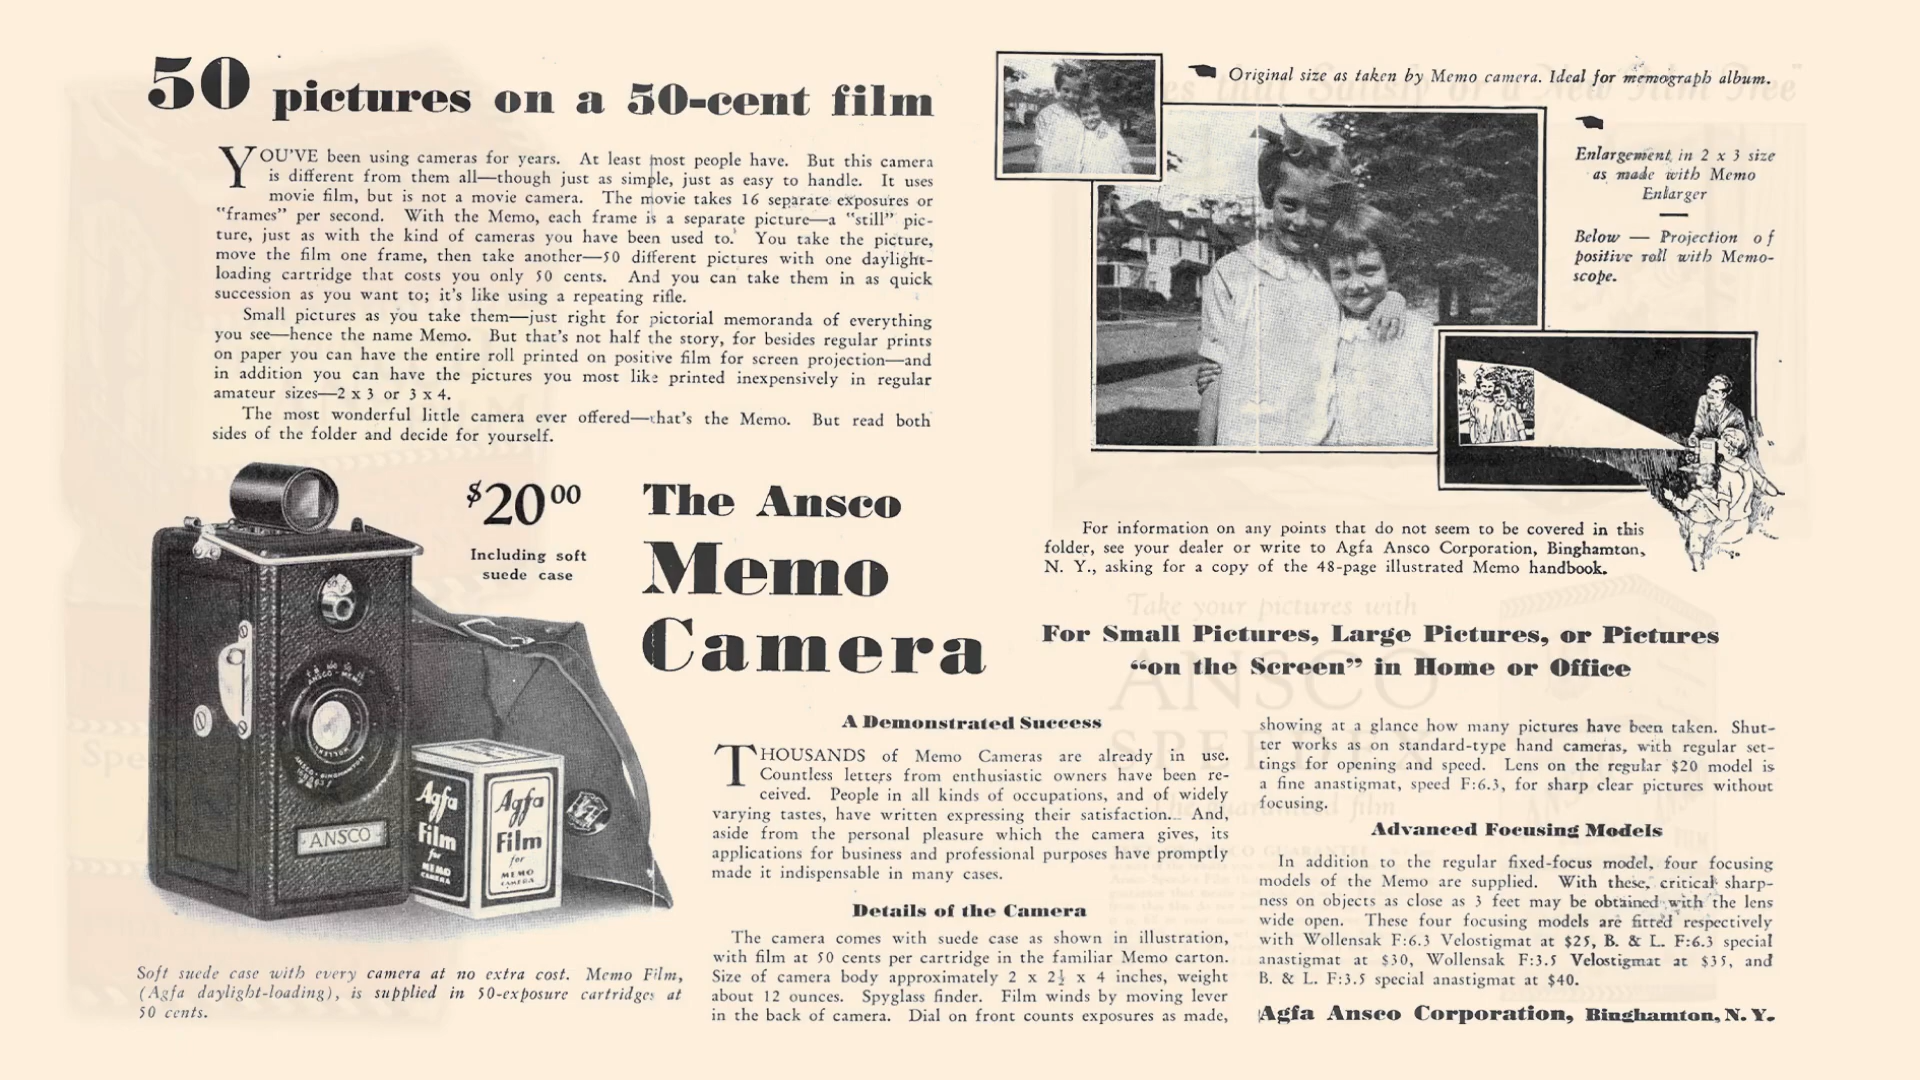 50 pictures on a 50-cent film
YOU'VE been using cameras for years. At least most people have. But this camera
is different from them all—though just as simple, just as easy to handle. It uses
movie film, but is not a movie camera. The movie takes 16 separate exposures or
"frames" per second. With the Memo, each frame is a separate picture—a "still" pic-
ture, just as with the kind of cameras you have been used to. You take the picture,
move the film one frame, then take another—50 different pictures with one daylight-
loading cartridge that costs you only 50 cents. And you can take them in as quick
succession as you want to; it's like using a repeating rifle.
Small pictures as you take them—just right for pictorial memoranda of everything
you see—hence the name Memo. But that's not half the story, for besides regular prints
on paper you can have the entire roll printed on positive film for screen projection—and
in addition you can have the pictures you most like printed inexpensively in regular
amateur sizes—2 x 3 or 3 x 4.
The most wonderful little camera ever offered—that's the Memo. But read both
sides of the folder and decide for yourself.
$20 00
Including soft
suede case
The Ansco
Memo
Camera
ANSCO
Agfa
Film
for
MEMO
CAMERA
Agfa
Film
for
MEMO
CAMERA
Soft suede case with every camera at no extra cost. Memo Film,
(Agfa daylight-loading), is supplied in 50-exposure cartridges at
50 cents.
Original size as taken by Memo camera. Ideal for memograph album.
Enlargement in 2 x 3 size
as made with Memo
Enlarger
Below — Projection of
positive roll with Memo-
scope.
For information on any points that do not seem to be covered in this
folder, see your dealer or write to Agfa Ansco Corporation, Binghamton,
N. Y., asking for a copy of the 48-page illustrated Memo handbook.
For Small Pictures, Large Pictures, or Pictures
"on the Screen" in Home or Office
A Demonstrated Success
THOUSANDS of Memo Cameras are already in use.
Countless letters from enthusiastic owners have been re-
ceived. People in all kinds of occupations, and of widely
varying tastes, have written expressing their satisfaction. And,
aside from the personal pleasure which the camera gives, its
applications for business and professional purposes have promptly
made it indispensable in many cases.
Details of the Camera
The camera comes with suede case as shown in illustration,
with film at 50 cents per cartridge in the familiar Memo carton.
Size of camera body approximately 2 x 2½ x 4 inches, weight
about 12 ounces. Spyglass finder. Film winds by moving lever
in the back of camera. Dial on front counts exposures as made,
showing at a glance how many pictures have been taken. Shut-
ter works as on standard-type hand cameras, with regular set-
tings for opening and speed. Lens on the regular $20 model is
a fine anastigmat, speed F:6.3, for sharp clear pictures without
focusing.
Advanced Focusing Models
In addition to the regular fixed-focus model, four focusing
models of the Memo are supplied. With these, critical sharp-
ness on objects as close as 3 feet may be obtained with the lens
wide open. These four focusing models are fitted respectively
with Wollensak F:6.3 Velostigmat at $25, B. & L. F:6.3 special
anastigmat at $30, Wollensak F:3.5 Velostigmat at $35, and
B. & L. F:3.5 special anastigmat at $40.
Agfa Ansco Corporation, Binghamton, N. Y.
Take your pictures with
ANSCO
SPEEDEX